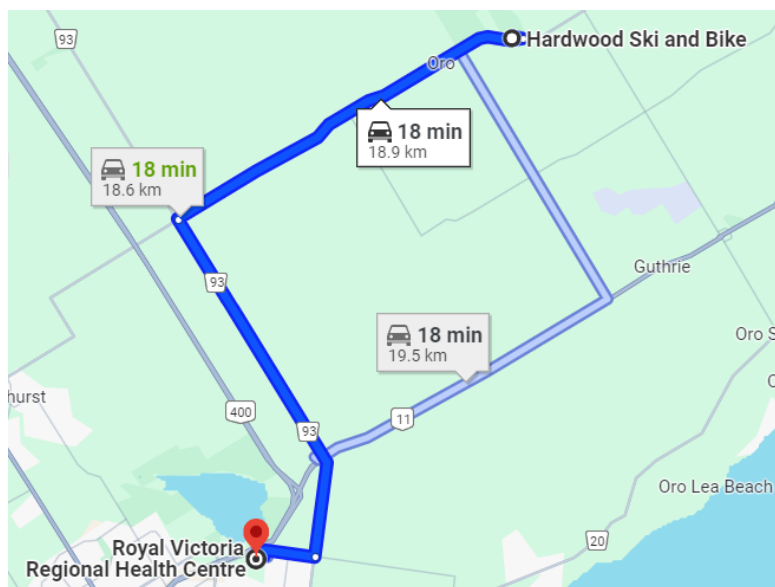 93
Hardwood Ski and Bike
Oro
18 min
18.9 km
18 min
18.6 km
93
Guthrie
18 min
19.5 km
Oro S
O
hurst
400
93
11
Oro Lea Beach
20
Royal Victoria
Regional Health Centre